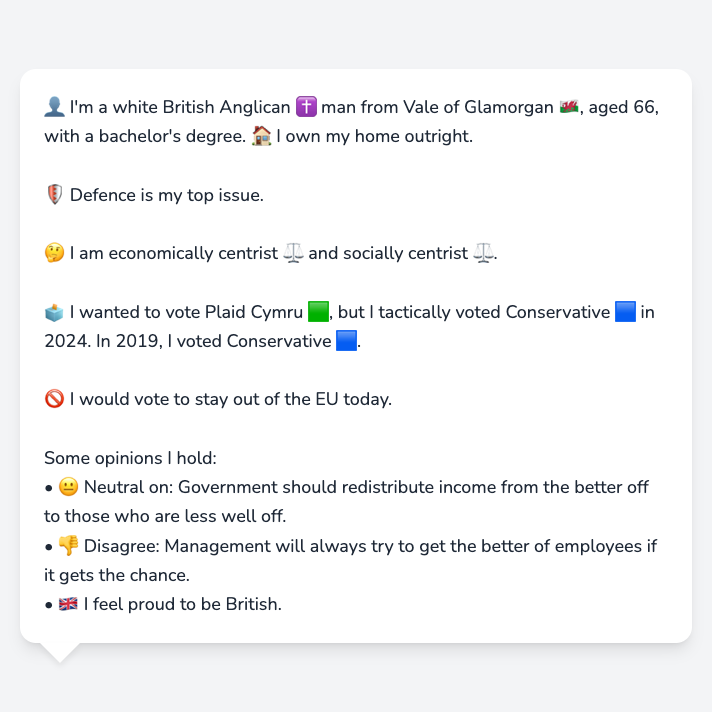 👤 I'm a white British Anglican ✝️ man from Vale of Glamorgan 🏴󠁧󠁢󠁷󠁬󠁳󠁿, aged 66,
with a bachelor's degree. 🏠 I own my home outright.
🛡️ Defence is my top issue.
🤔 I am economically centrist ⚖️ and socially centrist ⚖️.
🗳️ I wanted to vote Plaid Cymru 🟩, but I tactically voted Conservative 🟦 in
2024. In 2019, I voted Conservative 🟦.
🚫 I would vote to stay out of the EU today.
Some opinions I hold:
• 😐 Neutral on: Government should redistribute income from the better off
to those who are less well off.
• 👎 Disagree: Management will always try to get the better of employees if
it gets the chance.
• 🇬🇧 I feel proud to be British.